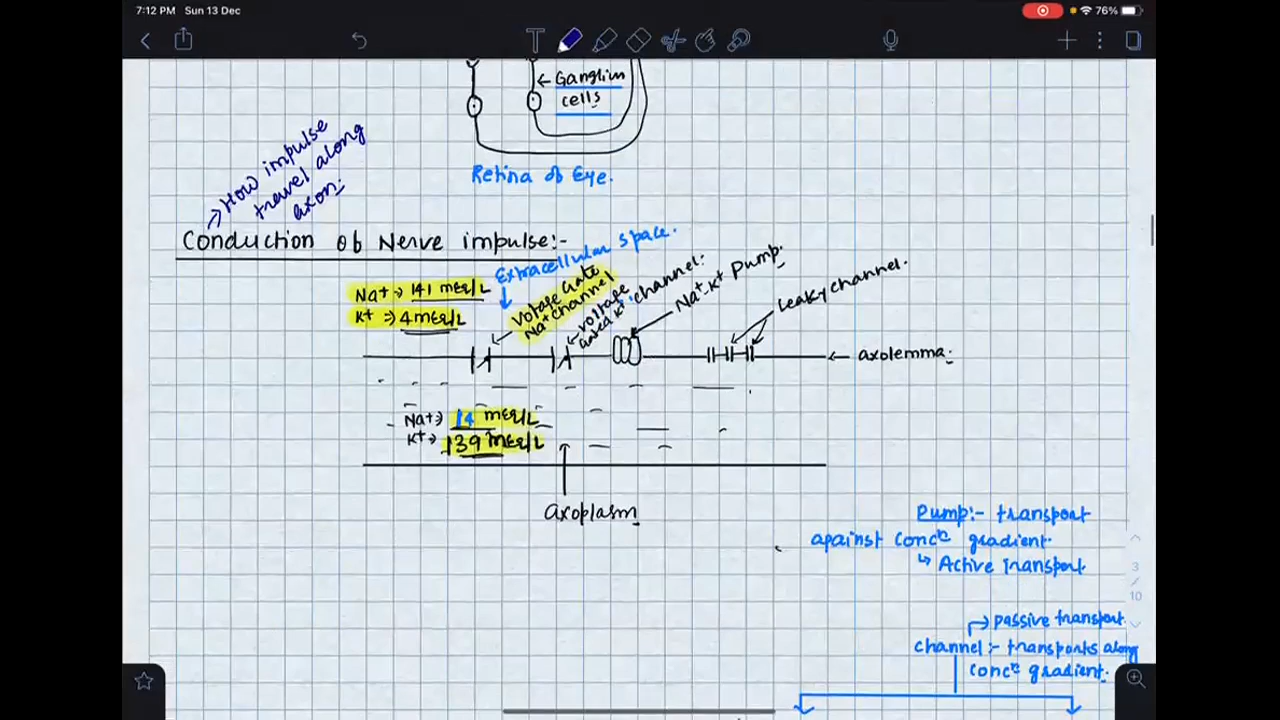 7:12 PM Sun 13 Dec
76%
Ganglion
cells
Retina of Eye.
How impulse
travel along
axon:
Conduction of Nerve impulse:-
Extracellular space.
Na+ → 141 mEq/L
K+ ⇒ 4 mEq/L
Voltage Gate
Na+ channel
voltage
gated K+ channel:
Na+-K+ Pump.
Leaky channel.
axolemma:
Na+ → 14 mEq/L
K+ → 139 mEq/L
axoplasm
Pump:- transport
against Concn gradient.
↳ Active Transport
3
/
10
→ passive transport.
channel :- transports along
Concn gradient.